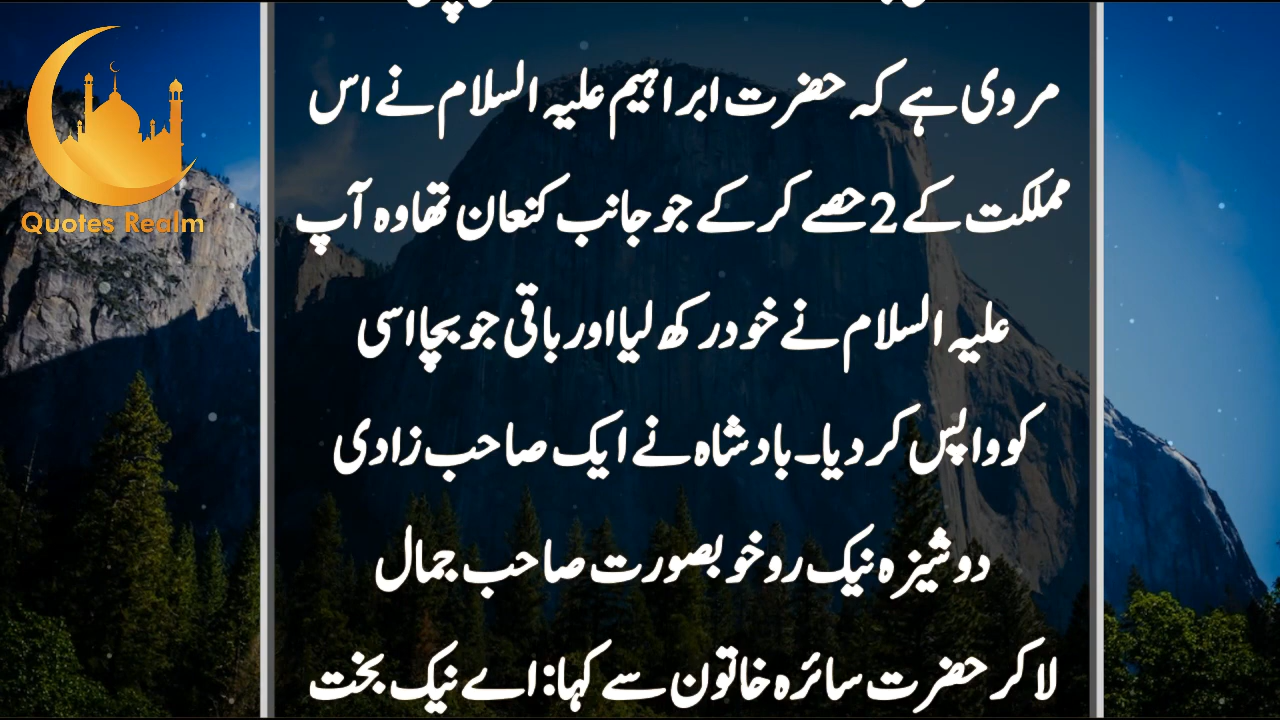 مروی ہے کہ حضرت ابراہیم علیہ السلام نے اس
مملکت کے 2 حصے کر کے جو جانب کنعان تھا وہ آپ
علیہ السلام نے خود رکھ لیا اور باقی جو بچا اسی
کو واپس کر دیا۔ بادشاہ نے ایک صاحب زادی
دوشیزہ نیک رو خوبصورت صاحب جمال
لا کر حضرت سائرہ خاتون سے کہا: اے نیک بخت
Quotes Realm